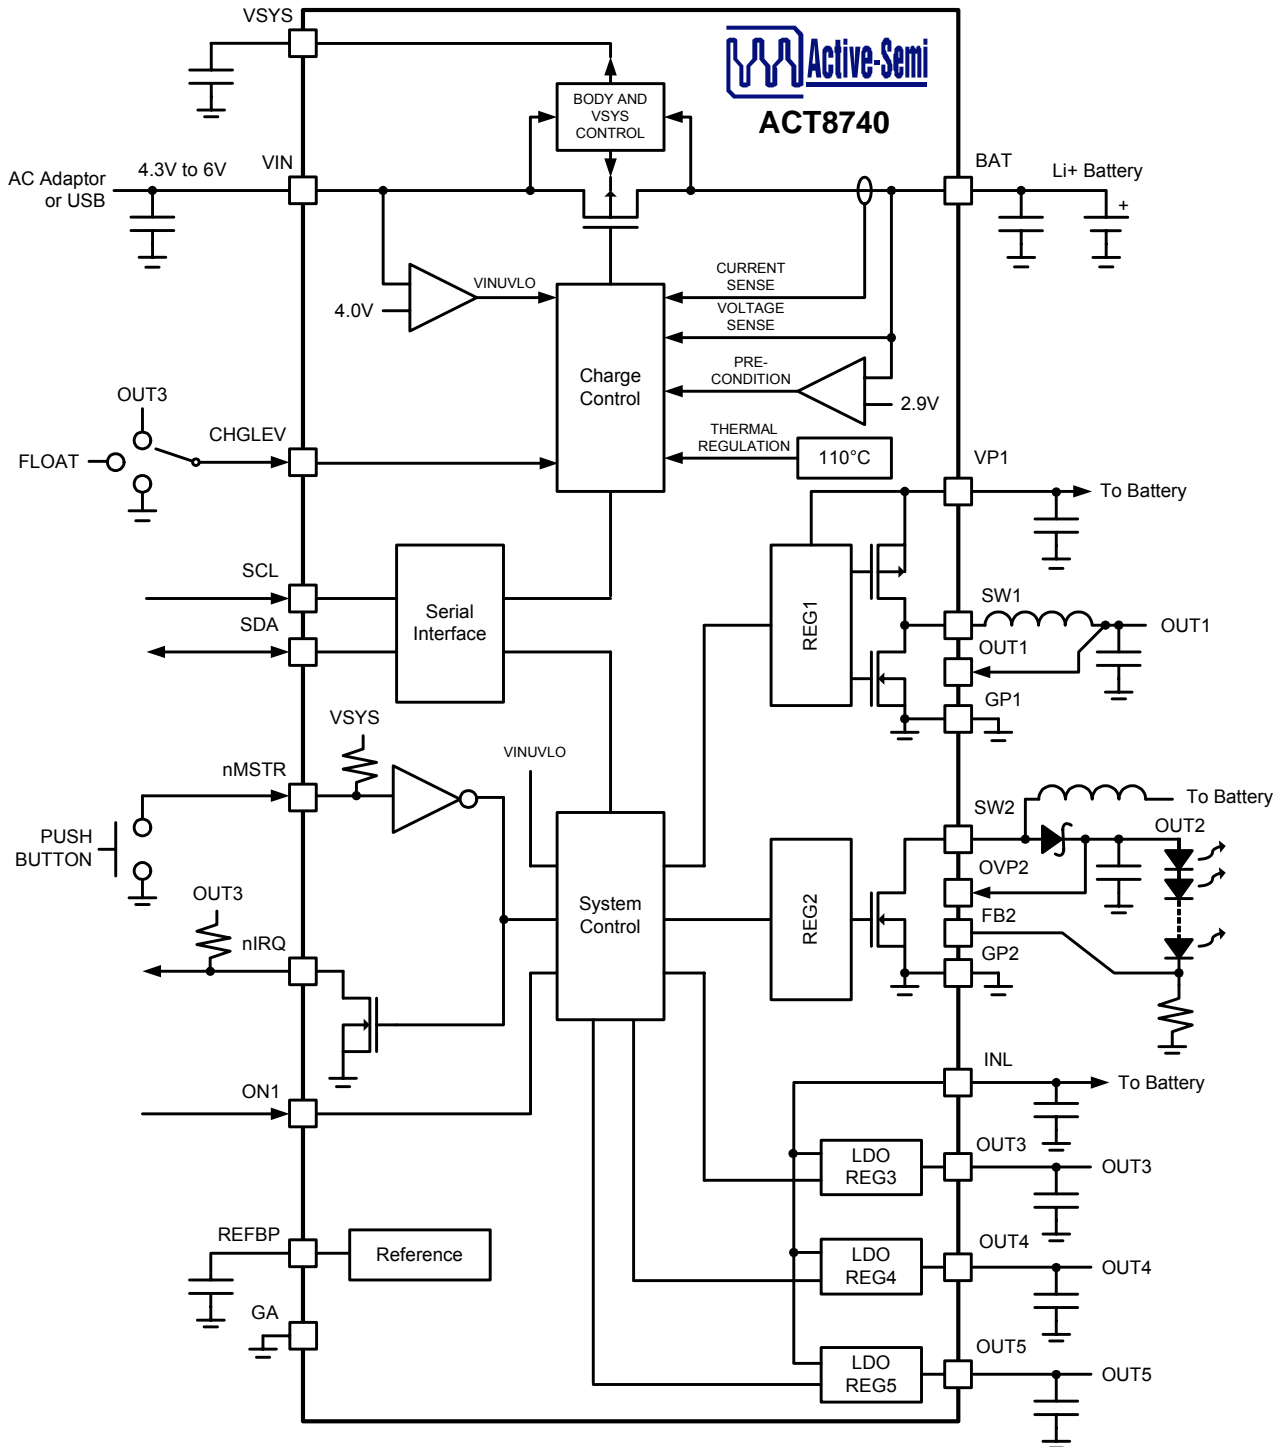 VSYS
Active-Semi
ACT8740
BODY AND
VSYS
CONTROL
VIN
4.3V to 6V
AC Adaptor
or USB
BAT
Li+ Battery
+
CURRENT
SENSE
VINUVLO
4.0V
VOLTAGE
SENSE
Charge
Control
PRE-
CONDITION
2.9V
OUT3
CHGLEV
FLOAT
THERMAL
REGULATION
110°C
VP1
To Battery
SCL
SDA
Serial
Interface
REG1
SW1
OUT1
OUT1
GP1
VSYS
nMSTR
VINUVLO
PUSH
BUTTON
SW2
To Battery
OUT2
OVP2
FB2
GP2
REG2
System
Control
OUT3
nIRQ
ON1
INL
To Battery
LDO
REG3
OUT3
OUT3
REFBP
Reference
LDO
REG4
OUT4
OUT4
GA
LDO
REG5
OUT5
OUT5